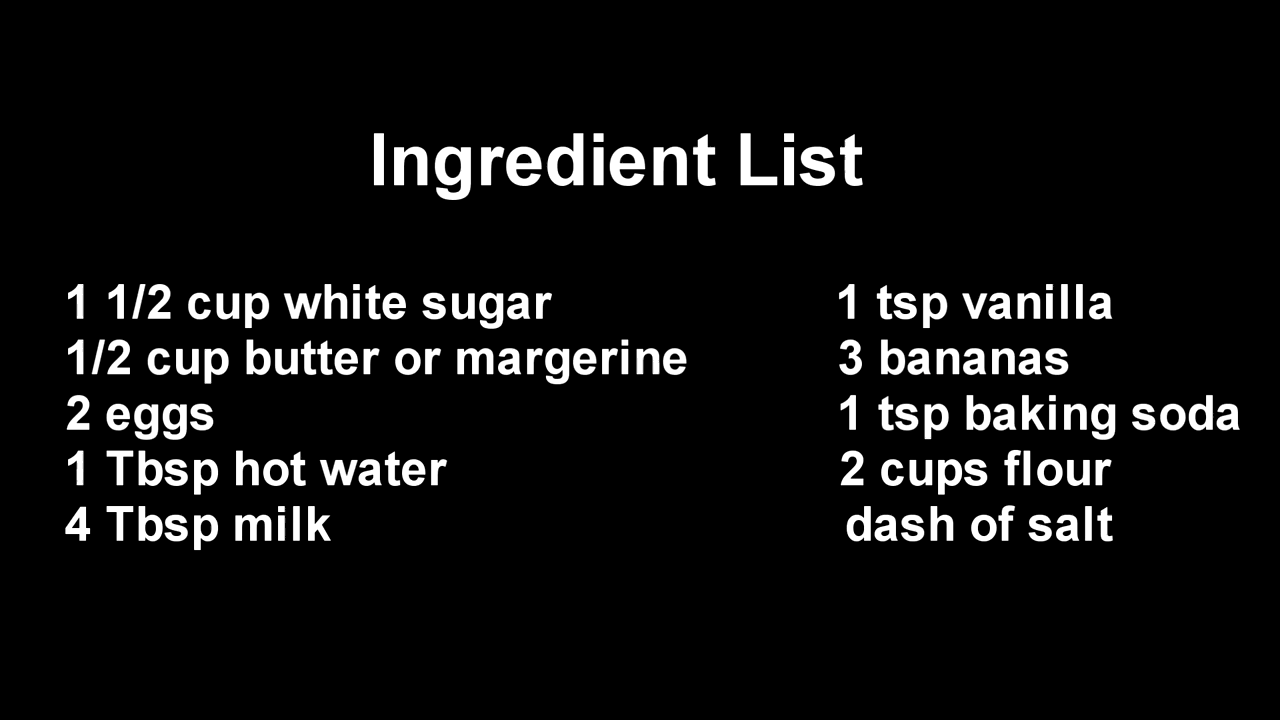 Ingredient List
1 1/2 cup white sugar
1/2 cup butter or margerine
2 eggs
1 Tbsp hot water
4 Tbsp milk
1 tsp vanilla
3 bananas
1 tsp baking soda
2 cups flour
dash of salt